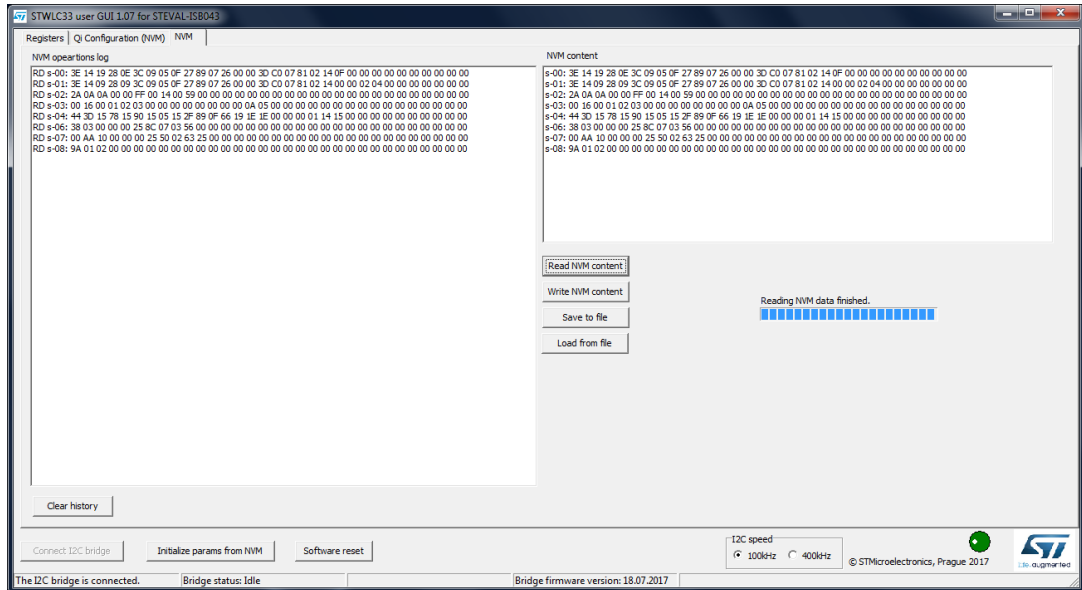 STWLC33 user GUI 1.07 for STEVAL-ISB043
Registers Qi Configuration (NVM) NVM
NVM opeartions log
RD s-00: 3E 14 19 28 0E 3C 09 05 0F 27 89 07 26 00 00 3D C0 07 81 02 14 0F 00 00 00 00 00 00 00 00 00 00
RD s-01: 3E 14 09 28 09 3C 09 05 0F 27 89 07 26 00 00 3D C0 07 81 02 14 00 00 02 04 00 00 00 00 00 00 00
RD s-02: 2A 0A 0A 00 00 FF 00 14 00 59 00 00 00 00 00 00 00 00 00 00 00 00 00 00 00 00 00 00 00 00 00 00
RD s-03: 00 16 00 01 02 03 00 00 00 00 00 00 00 00 0A 05 00 00 00 00 00 00 00 00 00 00 00 00 00 00 00 00
RD s-04: 44 3D 15 78 15 90 15 05 15 2F 89 0F 66 19 1E 1E 00 00 00 01 14 15 00 00 00 00 00 00 00 00 00 00
RD s-06: 38 03 00 00 00 25 8C 07 03 56 00 00 00 00 00 00 00 00 00 00 00 00 00 00 00 00 00 00 00 00 00 00
RD s-07: 00 AA 10 00 00 00 25 50 02 63 25 00 00 00 00 00 00 00 00 00 00 00 00 00 00 00 00 00 00 00 00 00
RD s-08: 9A 01 02 00 00 00 00 00 00 00 00 00 00 00 00 00 00 00 00 00 00 00 00 00 00 00 00 00 00 00 00 00
Clear history
NVM content
s-00: 3E 14 19 28 0E 3C 09 05 0F 27 89 07 26 00 00 3D C0 07 81 02 14 0F 00 00 00 00 00 00 00 00 00 00
s-01: 3E 14 09 28 09 3C 09 05 0F 27 89 07 26 00 00 3D C0 07 81 02 14 00 00 02 04 00 00 00 00 00 00 00
s-02: 2A 0A 0A 00 00 FF 00 14 00 59 00 00 00 00 00 00 00 00 00 00 00 00 00 00 00 00 00 00 00 00 00 00
s-03: 00 16 00 01 02 03 00 00 00 00 00 00 00 00 0A 05 00 00 00 00 00 00 00 00 00 00 00 00 00 00 00 00
s-04: 44 3D 15 78 15 90 15 05 15 2F 89 0F 66 19 1E 1E 00 00 00 01 14 15 00 00 00 00 00 00 00 00 00 00
s-06: 38 03 00 00 00 25 8C 07 03 56 00 00 00 00 00 00 00 00 00 00 00 00 00 00 00 00 00 00 00 00 00 00
s-07: 00 AA 10 00 00 00 25 50 02 63 25 00 00 00 00 00 00 00 00 00 00 00 00 00 00 00 00 00 00 00 00 00
s-08: 9A 01 02 00 00 00 00 00 00 00 00 00 00 00 00 00 00 00 00 00 00 00 00 00 00 00 00 00 00 00 00 00
Read NVM content
Write NVM content
Save to file
Load from file
Reading NVM data finished.
Connect I2C bridge Initialize params from NVM Software reset
I2C speed
100kHz 400kHz
© STMicroelectronics, Prague 2017
ST
life.augmented
The I2C bridge is connected. Bridge status: Idle Bridge firmware version: 18.07.2017